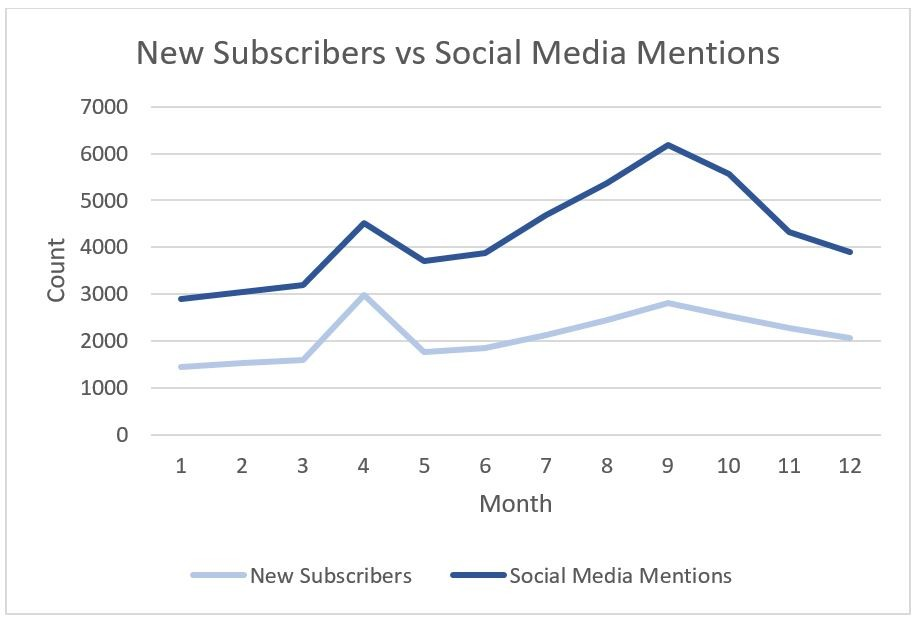 New Subscribers vs Social Media Mentions
7000
6000
5000
4000
3000
2000
1000
0
Count
1 2 3 4 5 6 7 8 9 10 11 12
Month
New Subscribers Social Media Mentions